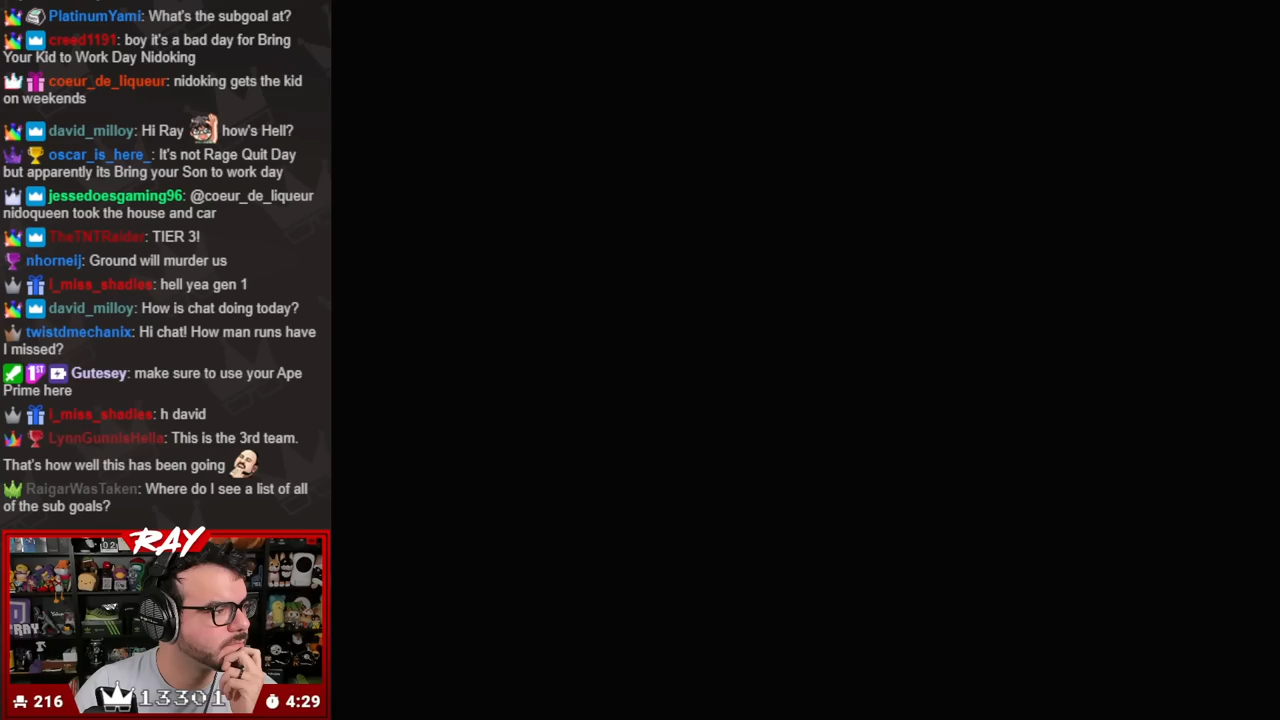 PlatinumYami: What's the subgoal at?
creed1191: boy it's a bad day for Bring
Your Kid to Work Day Nidoking
coeur_de_liqueur: nidoking gets the kid
on weekends
david_milloy: Hi Ray how's Hell?
oscar_is_here_: It's not Rage Quit Day
but apparently its Bring your Son to work day
jessedoesgaming96: @coeur_de_liqueur
nidoqueen took the house and car
TheTNTRaider: TIER 3!
nhorneij: Ground will murder us
i_miss_shadies: hell yea gen 1
david_milloy: How is chat doing today?
twistdmechanix: Hi chat! How man runs have
I missed?
1ST Gutesey: make sure to use your Ape
Prime here
i_miss_shadies: h david
LynnGunnisHella: This is the 3rd team.
That's how well this has been going
RaigarWasTaken: Where do I see a list of all
of the sub goals?
RAY
216
13301
4:29